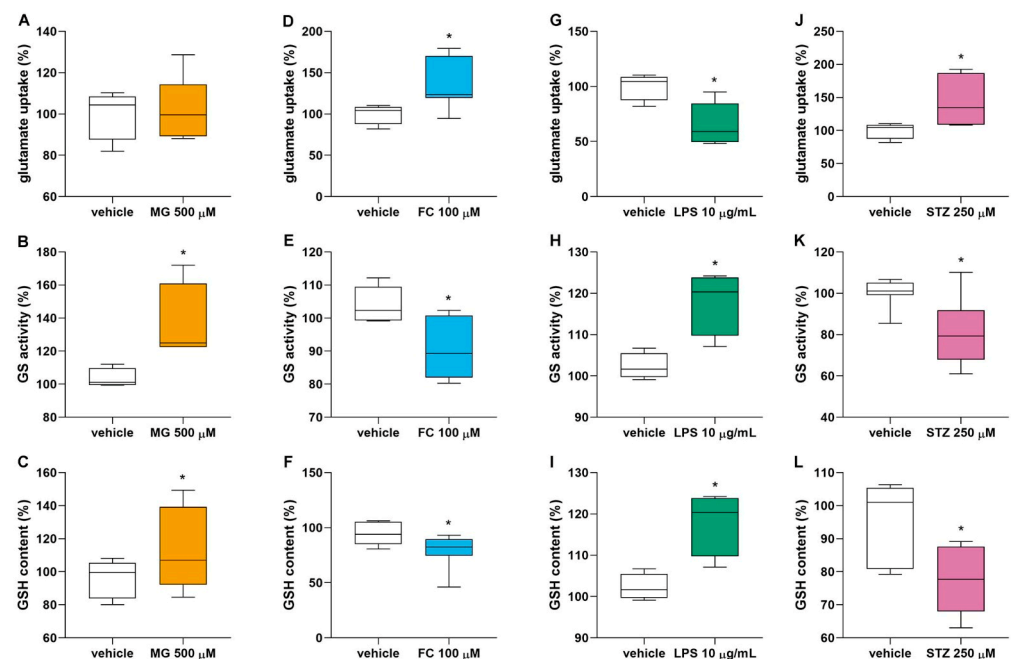 A
glutamate uptake (%)
140
120
100
80
60
vehicle MG 500 μM
D
glutamate uptake (%)
200
150
100
50
0
*
vehicle FC 100 μM
G
glutamate uptake (%)
150
100
50
0
*
vehicle LPS 10 μg/mL
J
glutamate uptake (%)
250
200
150
100
50
0
*
vehicle STZ 250 μM
B
GS activity (%)
180
160
140
120
100
80
*
vehicle MG 500 μM
E
GS activity (%)
120
110
100
90
80
70
*
vehicle FC 100 μM
H
GS activity (%)
130
120
110
100
90
*
vehicle LPS 10 μg/mL
K
GS activity (%)
120
100
80
60
40
*
vehicle STZ 250 μM
C
GSH content (%)
160
140
120
100
80
60
*
vehicle MG 500 μM
F
GSH content (%)
150
100
50
0
*
vehicle FC 100 μM
I
GSH content (%)
130
120
110
100
90
*
vehicle LPS 10 μg/mL
L
GSH content (%)
110
100
90
80
70
60
*
vehicle STZ 250 μM